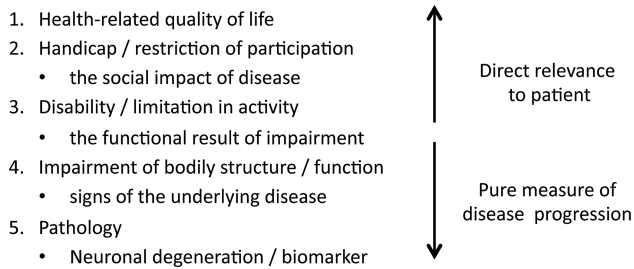 1. Health-related quality of life
2. Handicap / restriction of participation
• the social impact of disease
3. Disability / limitation in activity
• the functional result of impairment
4. Impairment of bodily structure / function
• signs of the underlying disease
5. Pathology
• Neuronal degeneration / biomarker
Direct relevance
to patient
Pure measure of
disease progression